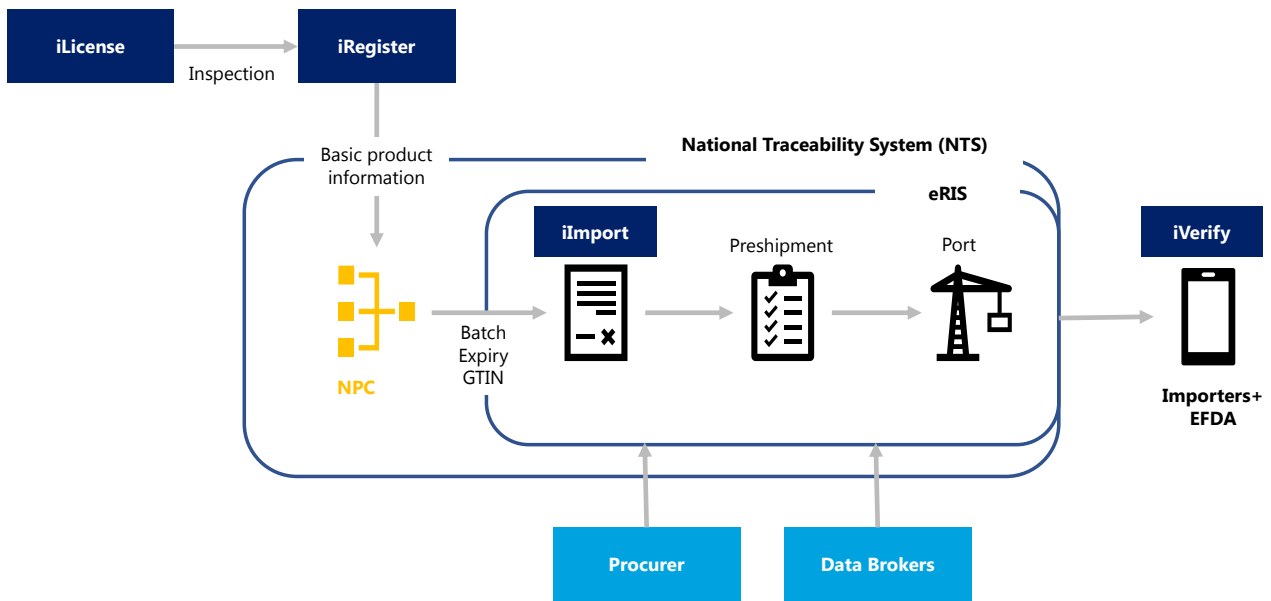 iLicense
Inspection
iRegister
Basic product
information
National Traceability System (NTS)
eRIS
NPC
Batch
Expiry
GTIN
iImport
Preshipment
Port
iVerify
Importers+
EFDA
Procurer
Data Brokers